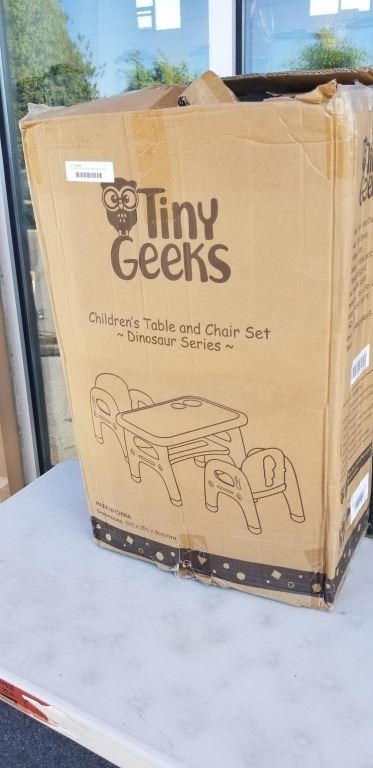 Tiny
Geeks
Children's Table and Chair Set
~ Dinosaur Series ~
MADE IN CHINA